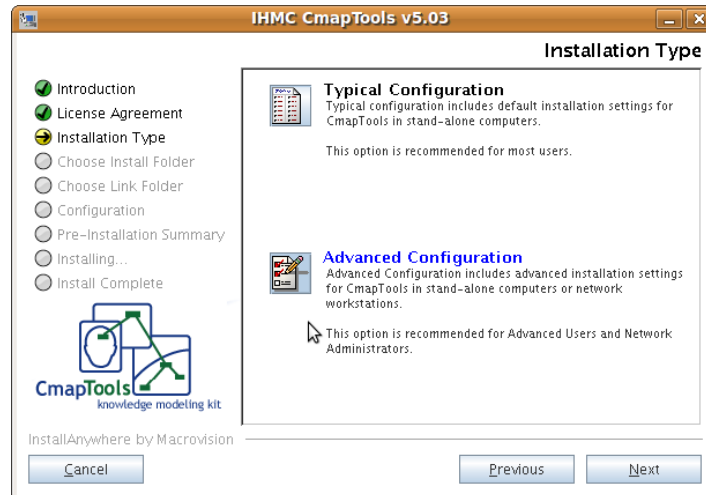 IHMC CmapTools v5.03
Installation Type
Introduction
License Agreement
Installation Type
Choose Install Folder
Choose Link Folder
Configuration
Pre-Installation Summary
Installing...
Install Complete
CmapTools
knowledge modeling kit
Typical Configuration
Typical configuration includes default installation settings for
CmapTools in stand-alone computers.
This option is recommended for most users.
Advanced Configuration
Advanced Configuration includes advanced installation settings
for CmapTools in stand-alone computers or network
workstations.
This option is recommended for Advanced Users and Network
Administrators.
InstallAnywhere by Macrovision
Cancel
Previous
Next